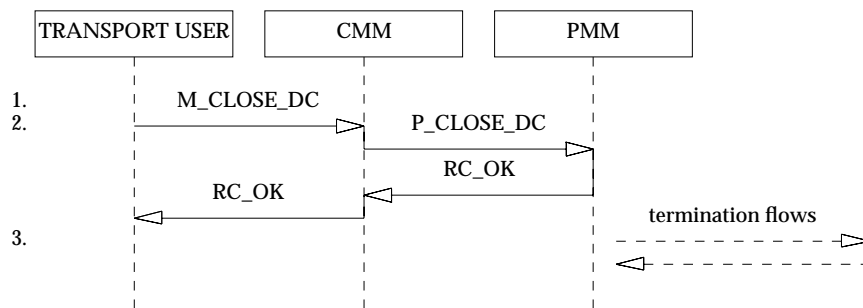 TRANSPORT USER CMM PMM
1.
M_CLOSE_DC
2.
P_CLOSE_DC
RC_OK
RC_OK
termination flows
3.